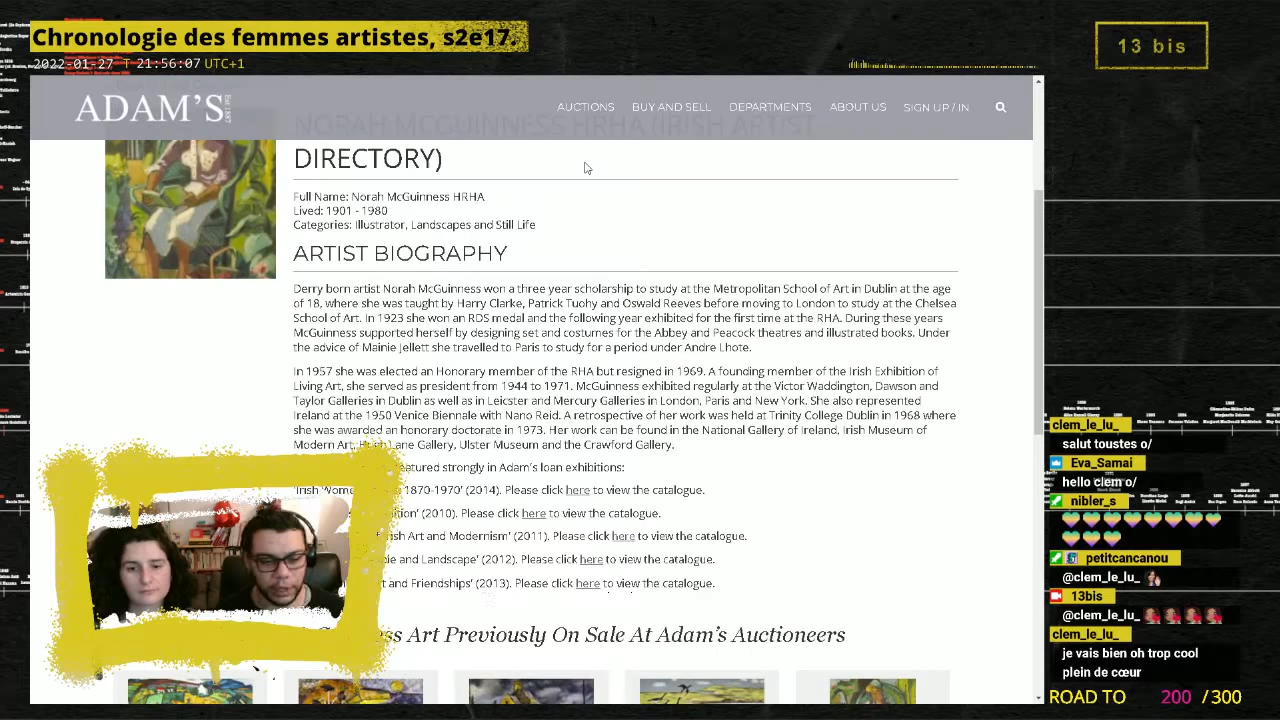 Chronologie des femmes artistes, s2e17.
2022-01-27 T 21:56:07 UTC+1
13 bis
ADAM'S
AUCTIONS BUY AND SELL DEPARTMENTS ABOUT US SIGN UP / IN
NORAH MCGUINNESS HRHA (IRISH ARTIST
DIRECTORY)
Full Name: Norah McGuinness HRHA
Lived: 1901 - 1980
Categories: Illustrator, Landscapes and Still Life
ARTIST BIOGRAPHY
Derry born artist Norah McGuinness won a three year scholarship to study at the Metropolitan School of Art in Dublin at the age
of 18, where she was taught by Harry Clarke, Patrick Tuohy and Oswald Reeves before moving to London to study at the Chelsea
School of Art. In 1923 she won an RDS medal and the following year exhibited for the first time at the RHA. During these years
McGuinness supported herself by designing set and costumes for the Abbey and Peacock theatres and illustrated books. Under
the advice of Mainie Jellett she travelled to Paris to study for a period under Andre Lhote.
In 1957 she was elected an Honorary member of the RHA but resigned in 1969. A founding member of the Irish Exhibition of
Living Art, she served as president from 1944 to 1971. McGuinness exhibited regularly at the Victor Waddington, Dawson and
Taylor Galleries in Dublin as well as in Leicster and Mercury Galleries in London, Paris and New York. She also represented
Ireland at the 1950 Venice Biennale with Nano Reid. A retrospective of her work was held at Trinity College Dublin in 1968 where
she was awarded an honorary doctorate in 1973. Her work can be found in the National Gallery of Ireland, Irish Museum of
Modern Art, Hugh Lane Gallery, Ulster Museum and the Crawford Gallery.
featured strongly in Adam's loan exhibitions:
'Irish Wome 70-1970' (2014). Please click here to view the catalogue.
(2010). Please click here to view the catalogue.
ish Art and Modernism' (2011). Please click here to view the catalogue.
and Landscape' (2012). Please click here to view the catalogue.
rt and Friendships' (2013). Please click here to view the catalogue.
ss Art Previously On Sale At Adam's Auctioneers
clem_le_lu_
salut toustes o/
Eva_Samai
hello clem o/
nibler_s
petitcancanou
@clem_le_lu_
13bis
@clem_le_lu_
clem_le_lu_
je vais bien oh trop cool
plein de cœur
ROAD TO 200 / 300